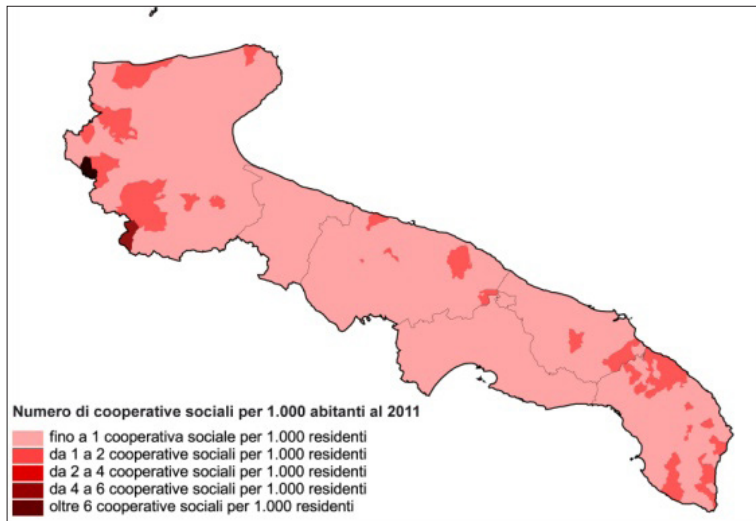 Numero di cooperative sociali per 1.000 abitanti al 2011
fino a 1 cooperativa sociale per 1.000 residenti
da 1 a 2 cooperative sociali per 1.000 residenti
da 2 a 4 cooperative sociali per 1.000 residenti
da 4 a 6 cooperative sociali per 1.000 residenti
oltre 6 cooperative sociali per 1.000 residenti